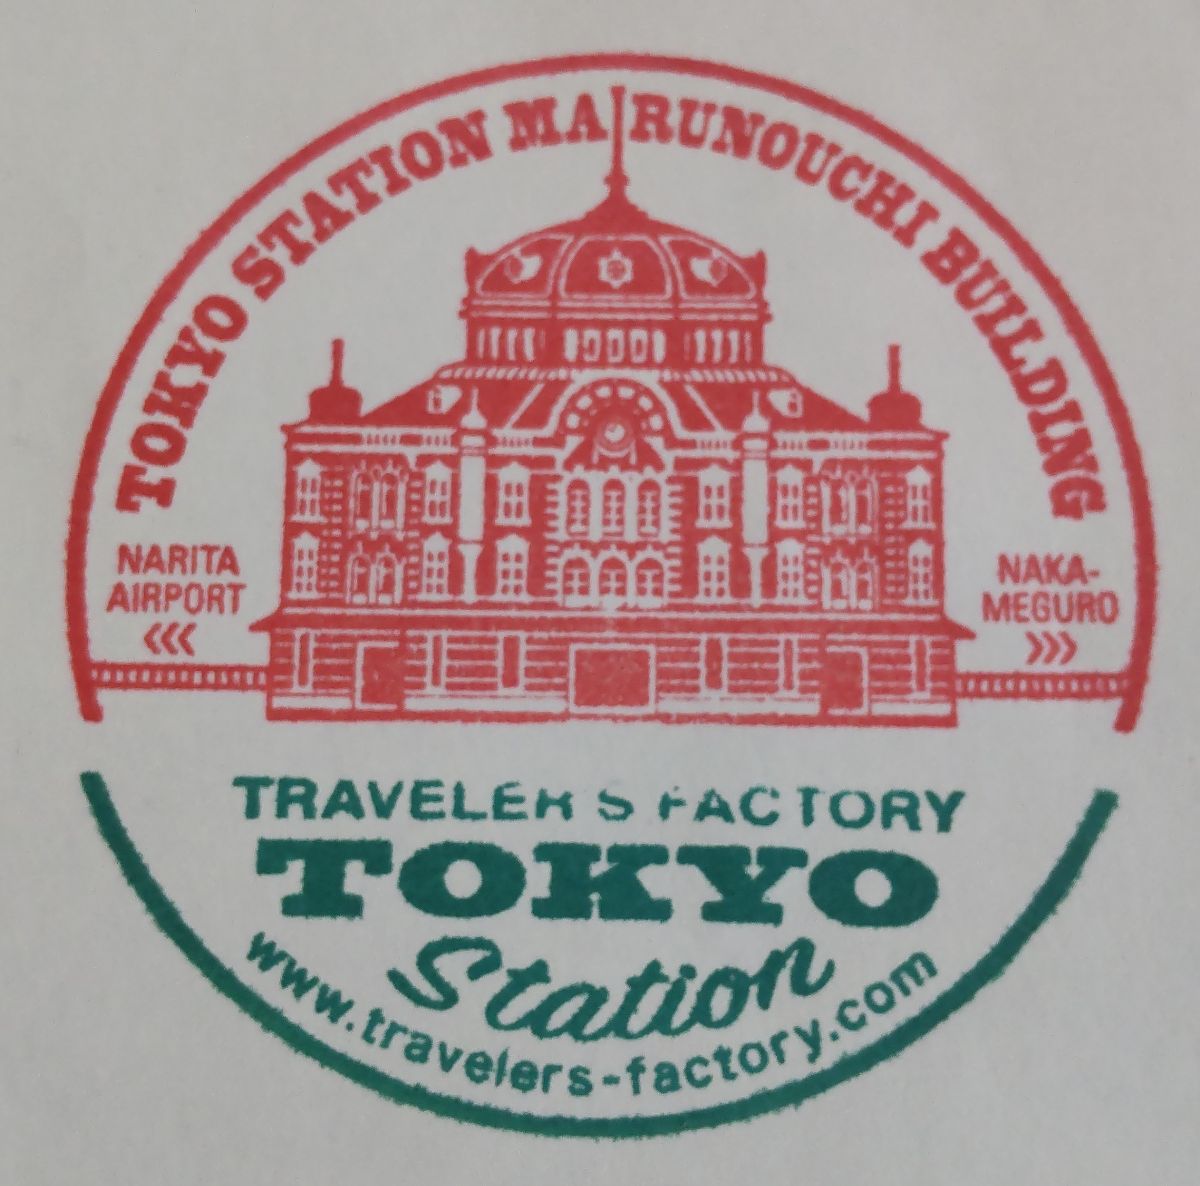 TOKYO STATION MARUNOUCHI BUILDING
NARITA
AIRPORT
<<<
NAKA-
MEGURO
>>>
TRAVELER'S FACTORY
TOKYO
Station
www.travelers-factory.com